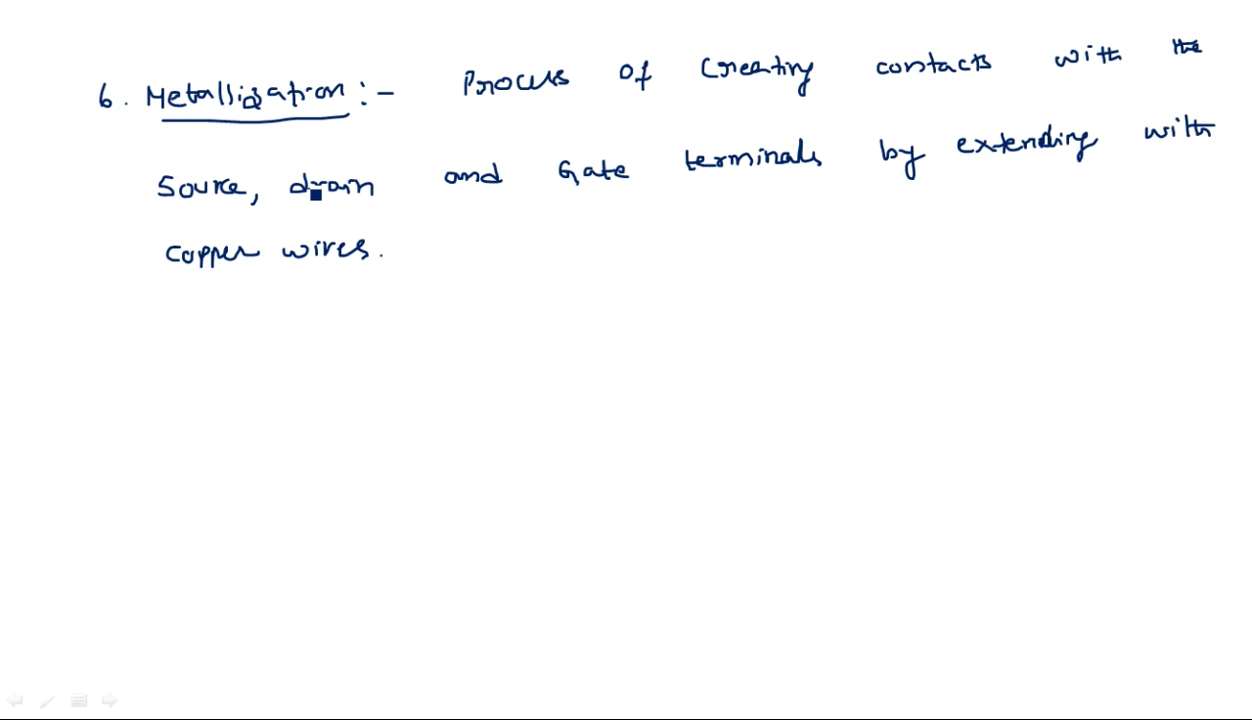 6. Metallization :- Process of Creating contacts with the
Source, drain and Gate terminals by extending with
Copper wires.